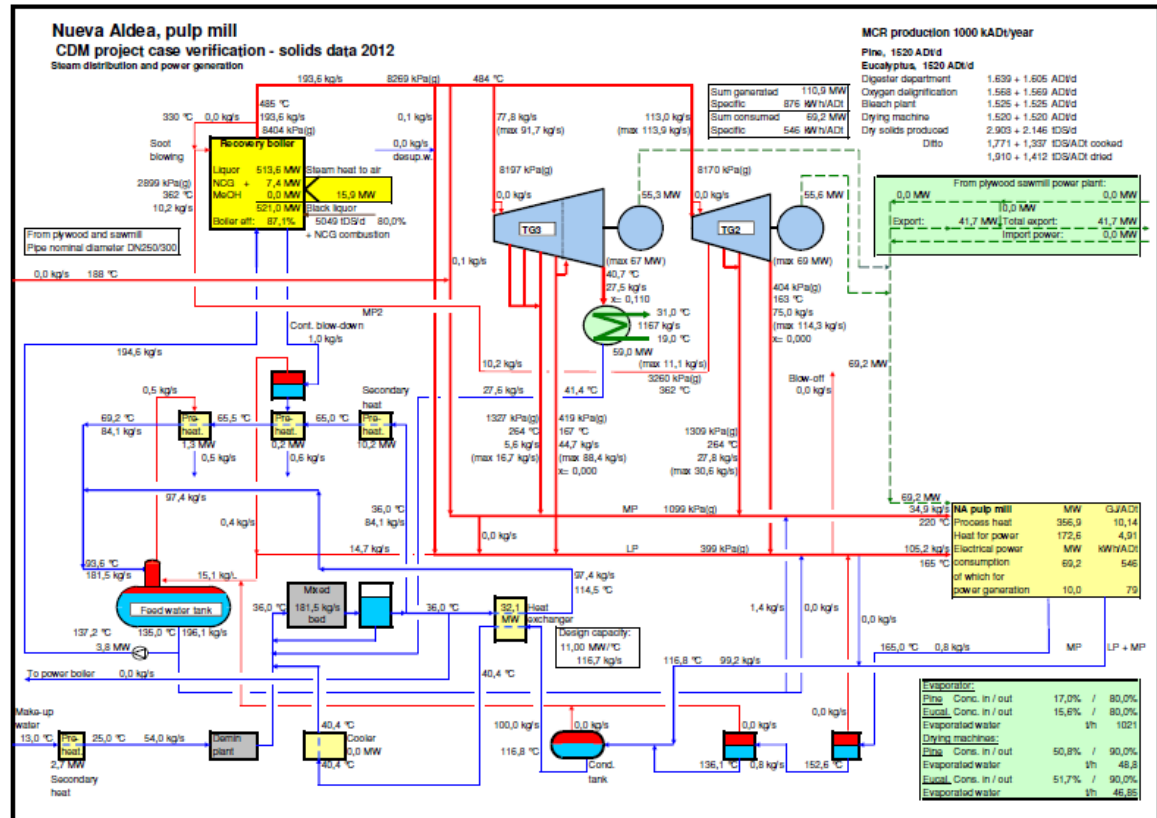 Nueva Aldea, pulp mill
CDM project case verification - solids data 2012
Steam distribution and power generation
MCR production 1000 kADt/year
Pine, 1520 ADt/d
Eucalyptus, 1520 ADt/d
Digester department 1.639 + 1.605 ADt/d
Oxygen delignification 1.568 + 1.569 ADt/d
Bleach plant 1.525 + 1.525 ADt/d
Drying machine 1.520 + 1.520 ADt/d
Dry solids produced 2.903 + 2.146 tDS/d
Ditto 1,771 + 1,337 tDS/ADt cooked
1,910 + 1,412 tDS/ADt dried
193,6 kg/s 8269 kPa(g) 484 °C
Sum generated 110,9 MW
Specific 876 kWh/ADt
Sum consumed 69,2 MW
Specific 546 kWh/ADt
485 °C
330 °C 0,0 kg/s 193,6 kg/s
8404 kPa(g)
0,1 kg/s
77,8 kg/s
(max 91,7 kg/s)
113,0 kg/s
(max 113,9 kg/s)
Soot
blowing
Recovery boiler
Liquor 513,6 MW
NCG + 7,4 MW
MeOH 0,0 MW
521,0 MW
Boiler eff: 87,1%
Steam heat to air
15,9 MW
Black liquor
5049 tDS/d 80,0%
+ NCG combustion
0,0 kg/s
desup.w.
2899 kPa(g)
362 °C
10,2 kg/s
8197 kPa(g)
8170 kPa(g)
0,0 kg/s
0,0 kg/s
55,3 MW
55,6 MW
TG3
TG2
(max 67 MW)
(max 69 MW)
From plywood sawmill power plant:
0,0 MW 0,0 MW
0,0 MW
Export: 41,7 MW Total export: 41,7 MW
Import power: 0,0 MW
From plywood and sawmill
Pipe nominal diameter DN250/300
0,0 kg/s 188 °C
0,1 kg/s
40,7 °C
27,5 kg/s
x= 0,110
31,0 °C
1167 kg/s
19,0 °C
59,0 MW
404 kPa(g)
163 °C
75,0 kg/s
(max 114,3 kg/s)
x= 0,000
MP2
Cont. blow-down
1,0 kg/s
194,6 kg/s
10,2 kg/s
(max 11,1 kg/s)
3260 kPa(g)
362 °C
69,2 MW
Blow-off
0,0 kg/s
27,6 kg/s 41,4 °C
0,5 kg/s
Secondary
heat
69,2 °C
84,1 kg/s
Pre-
heat.
65,5 °C
Pre-
heat.
65,0 °C
Pre-
heat.
1,3 MW
0,2 MW
10,2 MW
0,5 kg/s
0,6 kg/s
1327 kPa(g)
264 °C
5,6 kg/s
(max 16,7 kg/s)
419 kPa(g)
167 °C
44,7 kg/s
(max 88,4 kg/s)
x= 0,000
1309 kPa(g)
264 °C
27,8 kg/s
(max 30,6 kg/s)
97,4 kg/s
36,0 °C
84,1 kg/s
0,4 kg/s
69,2 MW
MP 1099 kPa(g)
34,9 kg/s
220 °C
0,0 kg/s
14,7 kg/s
LP 399 kPa(g)
105,2 kg/s
165 °C
NA pulp mill MW GJ/ADt
Process heat 356,9 10,14
Heat for power 172,6 4,91
Electrical power MW kWh/ADt
consumption 69,2 546
of which for
power generation 10,0 79
93,6 °C
181,5 kg/s
15,1 kg/s
97,4 kg/s
114,5 °C
Feed water tank
36,0 °C
Mixed
181,5 kg/s
bed
36,0 °C
32,1
MW
Heat
exchanger
1,4 kg/s 0,0 kg/s
0,0 kg/s
137,2 °C 135,0 °C 196,1 kg/s
3,8 MW
Design capacity:
11,00 MW/°C
116,7 kg/s
165,0 °C 0,8 kg/s
MP LP + MP
116,8 °C 99,2 kg/s
To power boiler 0,0 kg/s
40,4 °C
Make-up
water
13,0 °C
Pre-
heat.
25,0 °C 54,0 kg/s
Demin
plant
2,7 MW
Secondary
heat
40,4 °C
Cooler
0,0 MW
40,4 °C
100,0 kg/s
116,8 °C
0,0 kg/s
Cond.
tank
0,0 kg/s
136,1 °C 0,8 kg/s
0,0 kg/s
152,6 °C
Evaporator:
Pine Conc. in / out 17,0% / 80,0%
Eucal. Conc. in / out 15,6% / 80,0%
Evaporated water t/h 1021
Drying machines:
Pine Cons. in / out 50,8% / 90,0%
Evaporated water t/h 48,8
Eucal. Cons. in / out 51,7% / 90,0%
Evaporated water t/h 46,85